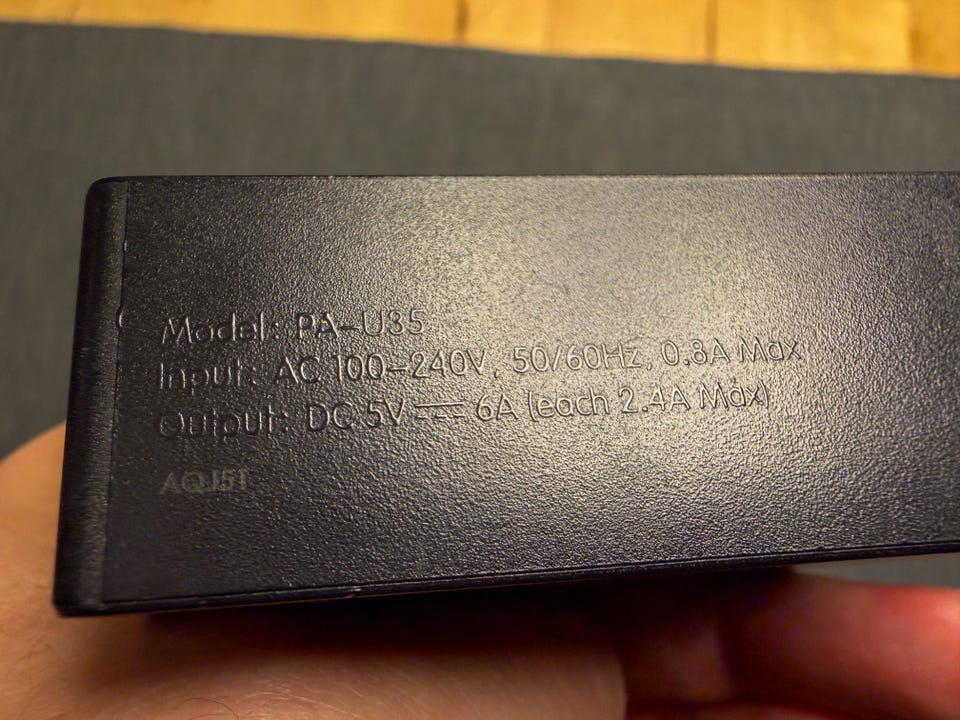 Model: PA-U35
Input: AC 100-240V, 50/60Hz, 0.8A Max
Output: DC 5V ⎓ 6A (each 2.4A Max)